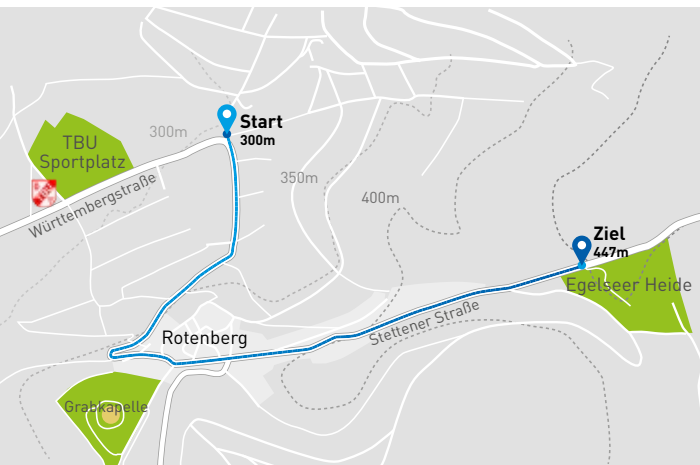 Start
300m
300m
TBU
Sportplatz
Württembergstraße
350m
400m
Ziel
447m
Egelseer Heide
Stettener Straße
Rotenberg
Grabkapelle